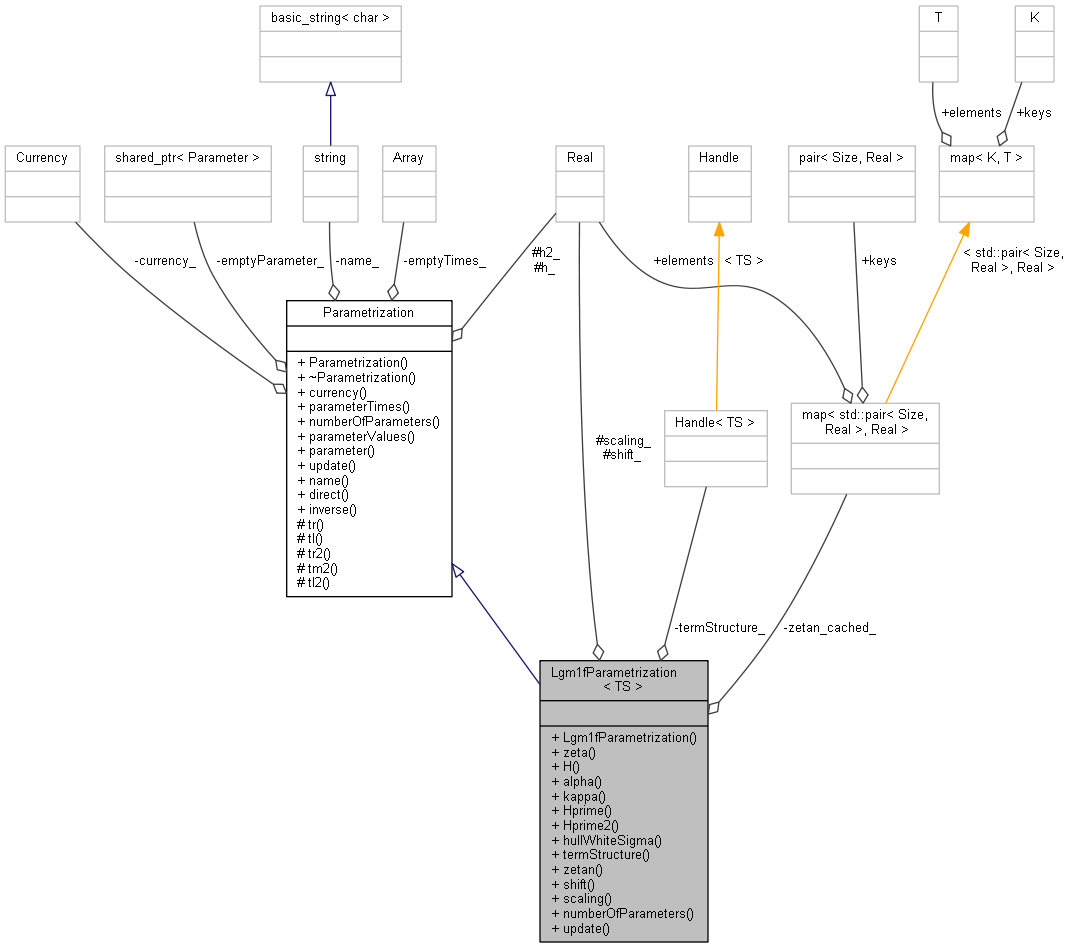 basic_string< char >
T
K
+elements
+keys
Currency
shared_ptr< Parameter >
string
Array
Real
Handle
pair< Size, Real >
map< K, T >
-currency_
-emptyParameter_
-name_
-emptyTimes_
#h2_
#h_
+elements
< TS >
+keys
< std::pair< Size,
Real >, Real >
Parametrization
+ Parametrization()
+ ~Parametrization()
+ currency()
+ parameterTimes()
+ numberOfParameters()
+ parameterValues()
+ parameter()
+ update()
+ name()
+ direct()
+ inverse()
# tr()
# tl()
# tr2()
# tm2()
# tl2()
#scaling_
#shift_
Handle< TS >
map< std::pair< Size,
Real >, Real >
-termStructure_
-zetan_cached_
Lgm1fParametrization
< TS >
+ Lgm1fParametrization()
+ zeta()
+ H()
+ alpha()
+ kappa()
+ Hprime()
+ Hprime2()
+ hullWhiteSigma()
+ termStructure()
+ zetan()
+ shift()
+ scaling()
+ numberOfParameters()
+ update()